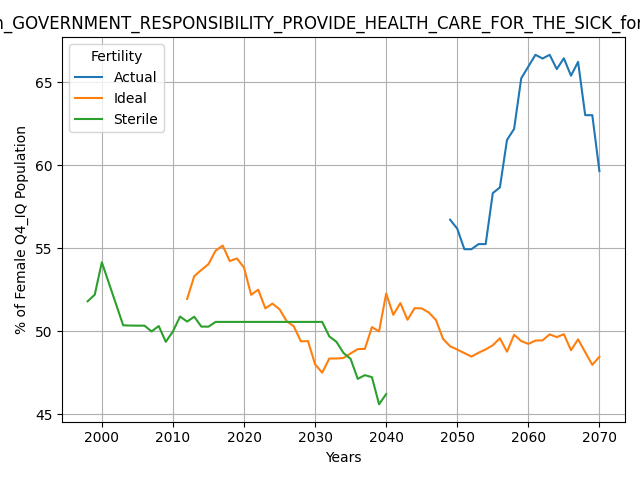 n_GOVERNMENT_RESPONSIBILITY_PROVIDE_HEALTH_CARE_FOR_THE_SICK_for
Fertility
Actual
Ideal
Sterile
% of Female Q4_IQ Population
65
60
55
50
45
2000 2010 2020 2030 2040 2050 2060 2070
Years